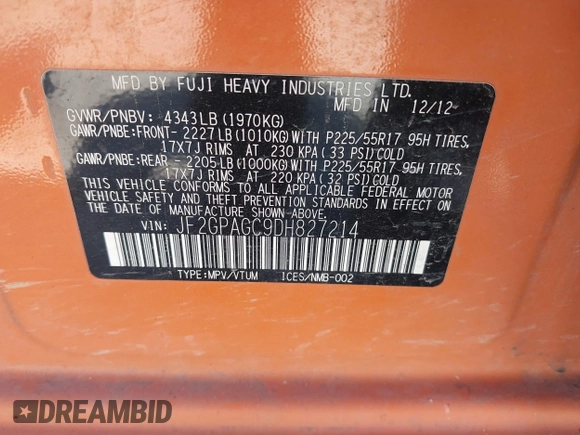 MFD BY FUJI HEAVY INDUSTRIES LTD.
MFD IN 12/12
GVWR/PNBV: 4343LB (1970KG)
GAWR/PNBE:FRONT- 2227LB(1010KG)WITH P225/55R17 95H TIRES,
17X7J RIMS AT 230 KPA(33 PSI)COLD
GAWR/PNBE:REAR - 2205LB(1000KG)WITH P225/55R17 95H TIRES,
17X7J RIMS AT 220 KPA(32 PSI)COLD
THIS VEHICLE CONFORMS TO ALL APPLICABLE FEDERAL MOTOR
VEHICLE SAFETY AND THEFT PREVENTION STANDARDS IN EFFECT
ON THE DATE OF MANUFACTURE SHOWN ABOVE.
VIN: JF2GPAGC9DH827214
TYPE:MPV/VTUM ICES/NMB-002
DREAMBID